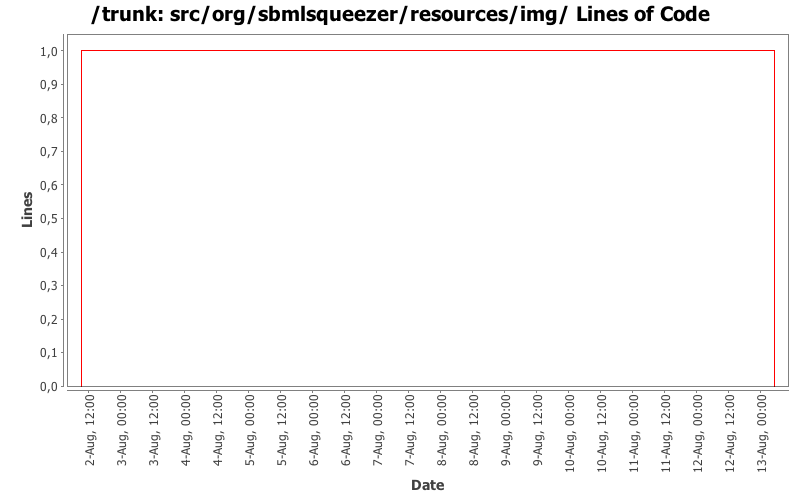 /trunk: src/org/sbmlsqueezer/resources/img/ Lines of Code
1,0
0,9
0,8
0,7
0,6
0,5
0,4
0,3
0,2
0,1
0,0
Lines
2-Aug, 12:00
3-Aug, 00:00
3-Aug, 12:00
4-Aug, 00:00
4-Aug, 12:00
5-Aug, 00:00
5-Aug, 12:00
6-Aug, 00:00
6-Aug, 12:00
7-Aug, 00:00
7-Aug, 12:00
8-Aug, 00:00
8-Aug, 12:00
9-Aug, 00:00
9-Aug, 12:00
10-Aug, 00:00
10-Aug, 12:00
11-Aug, 00:00
11-Aug, 12:00
12-Aug, 00:00
12-Aug, 12:00
13-Aug, 00:00
Date